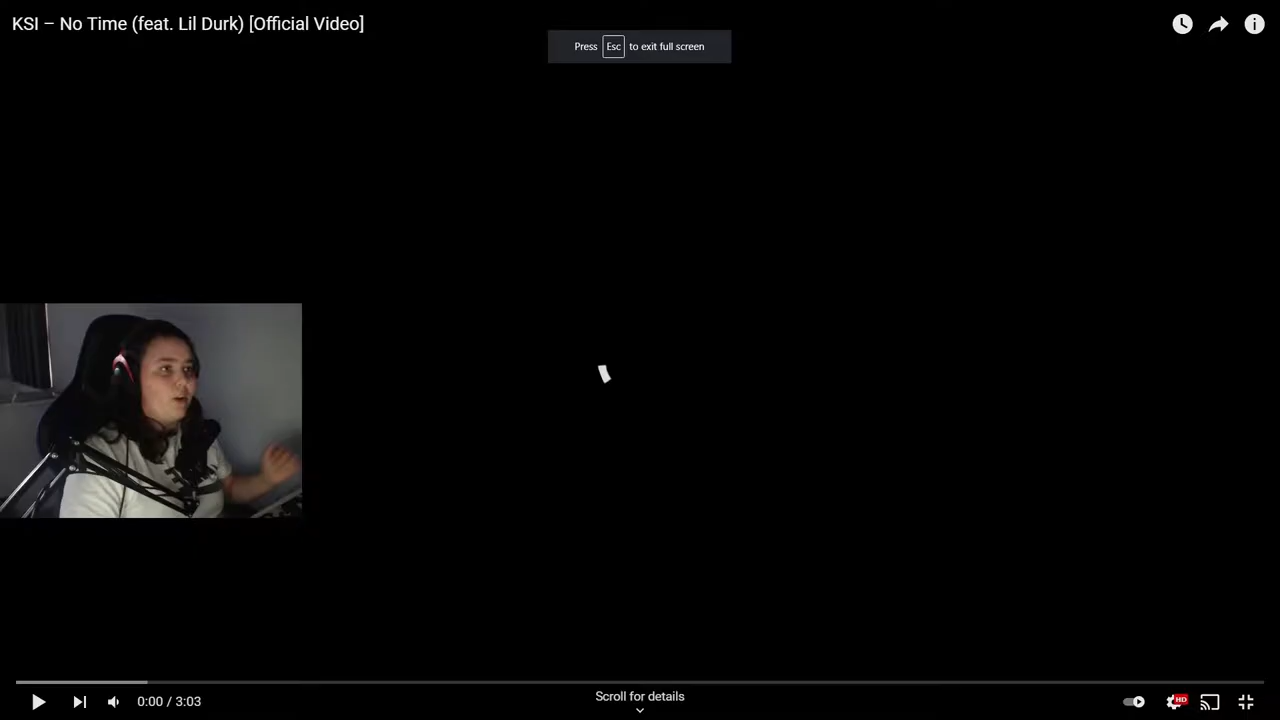 KSI – No Time (feat. Lil Durk) [Official Video]
Press Esc to exit full screen
Scroll for details
0:00 / 3:03
HD